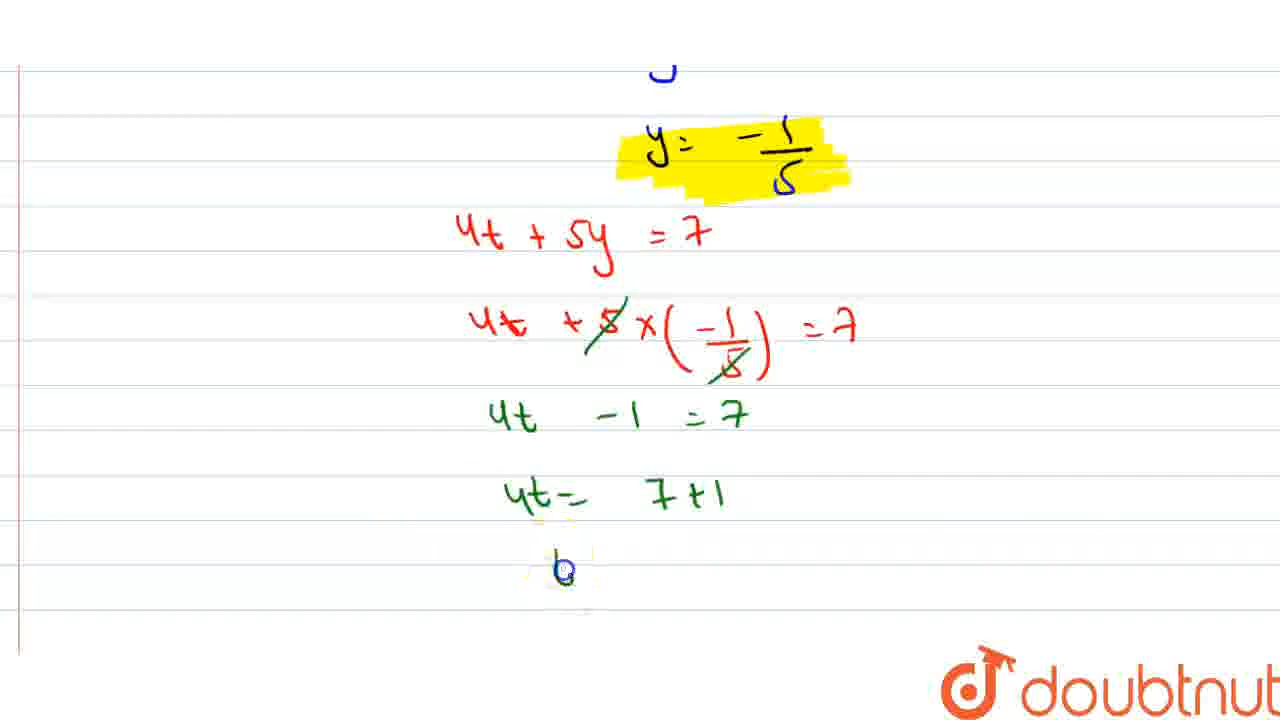 y
y = -1/5
4t + 5y = 7
4t + 5 × (-1/5) = 7
4t - 1 = 7
4t = 7 + 1
t
doubtnut